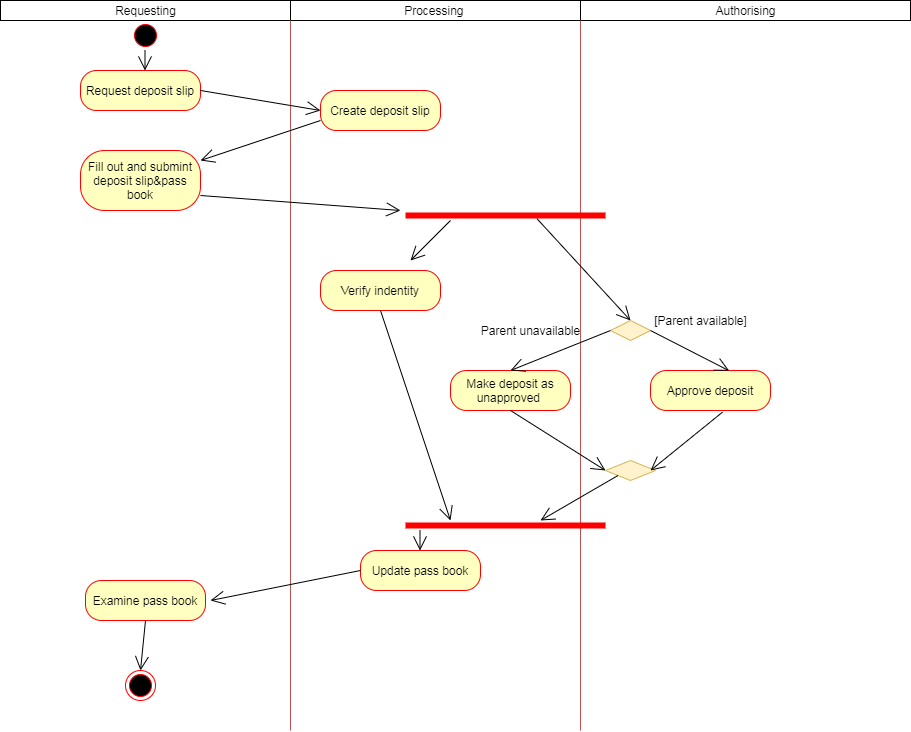 Requesting
Processing
Authorising
Request deposit slip
Create deposit slip
Fill out and submint
deposit slip&pass
book
Verify indentity
Parent unavailable
[Parent available]
Make deposit as
unapproved
Approve deposit
Update pass book
Examine pass book